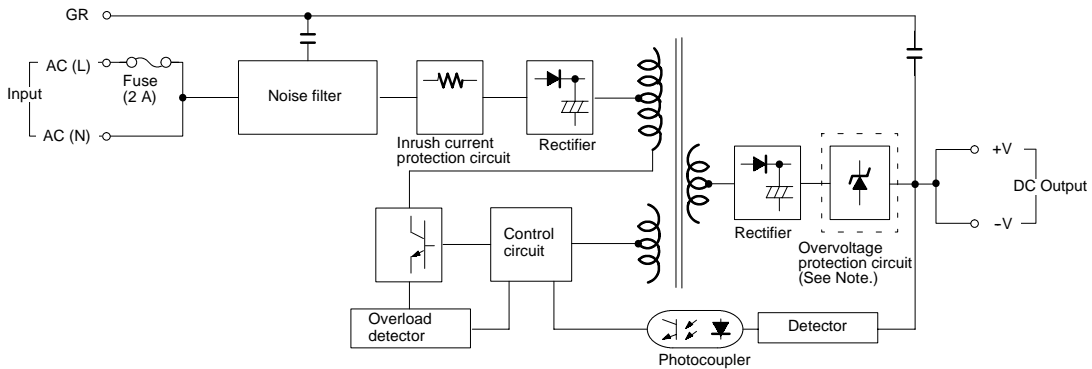 GR
AC (L)
Fuse
(2 A)
Input
AC (N)
Noise filter
Inrush current
protection circuit
Rectifier
Rectifier
Overvoltage
protection circuit
(See Note.)
+V
DC Output
–V
Control
circuit
Overload
detector
Photocoupler
Detector